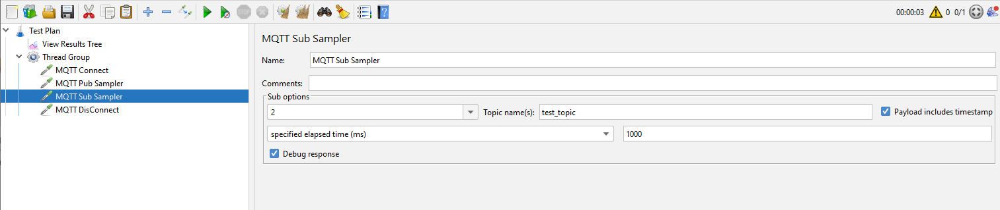 00:00:03 0 0/1
Test Plan
View Results Tree
Thread Group
MQTT Connect
MQTT Pub Sampler
MQTT Sub Sampler
MQTT DisConnect
MQTT Sub Sampler
Name: MQTT Sub Sampler
Comments:
Sub options
2 Topic name(s): test_topic Payload includes timestamp
specified elapsed time (ms) 1000
Debug response